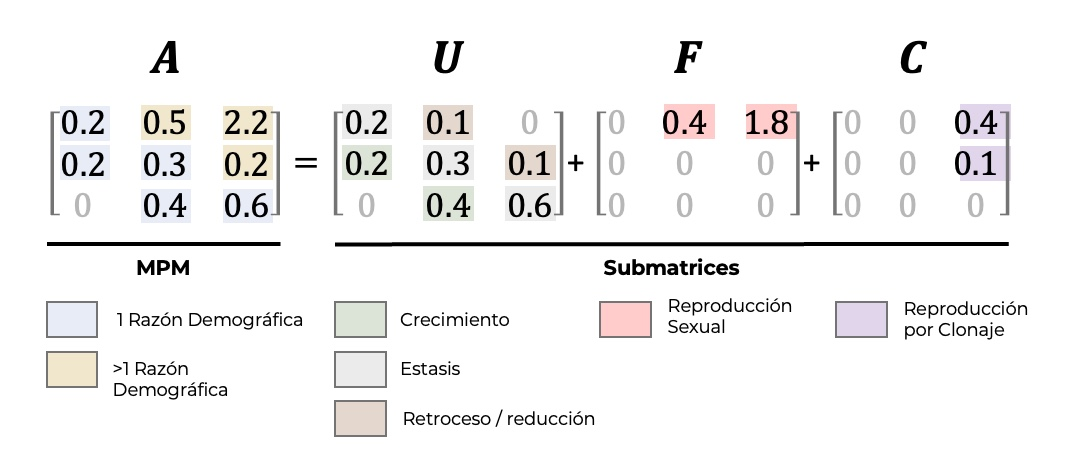 A U F C
0.2 0.5 2.2 0.2 0.1 0 0 0.4 1.8 0 0 0.4
0.2 0.3 0.2 = 0.2 0.3 0.1 + 0 0 0 + 0 0 0.1
0 0.4 0.6 0 0.4 0.6 0 0 0 0 0 0
MPM
Submatrices
1 Razón Demográfica
>1 Razón
Demográfica
Crecimiento
Estasis
Retroceso / reducción
Reproducción
Sexual
Reproducción
por Clonaje